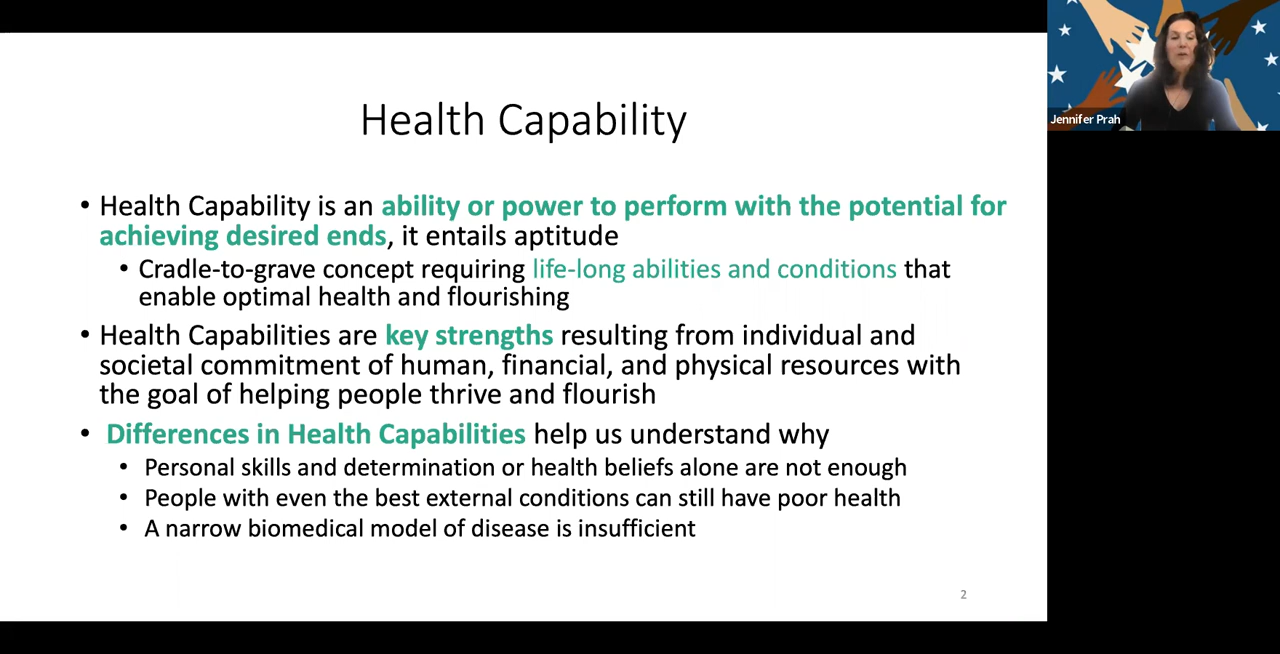 Health Capability
• Health Capability is an ability or power to perform with the potential for
achieving desired ends, it entails aptitude
• Cradle-to-grave concept requiring life-long abilities and conditions that
enable optimal health and flourishing
• Health Capabilities are key strengths resulting from individual and
societal commitment of human, financial, and physical resources with
the goal of helping people thrive and flourish
• Differences in Health Capabilities help us understand why
• Personal skills and determination or health beliefs alone are not enough
• People with even the best external conditions can still have poor health
• A narrow biomedical model of disease is insufficient
2
Jennifer Prah